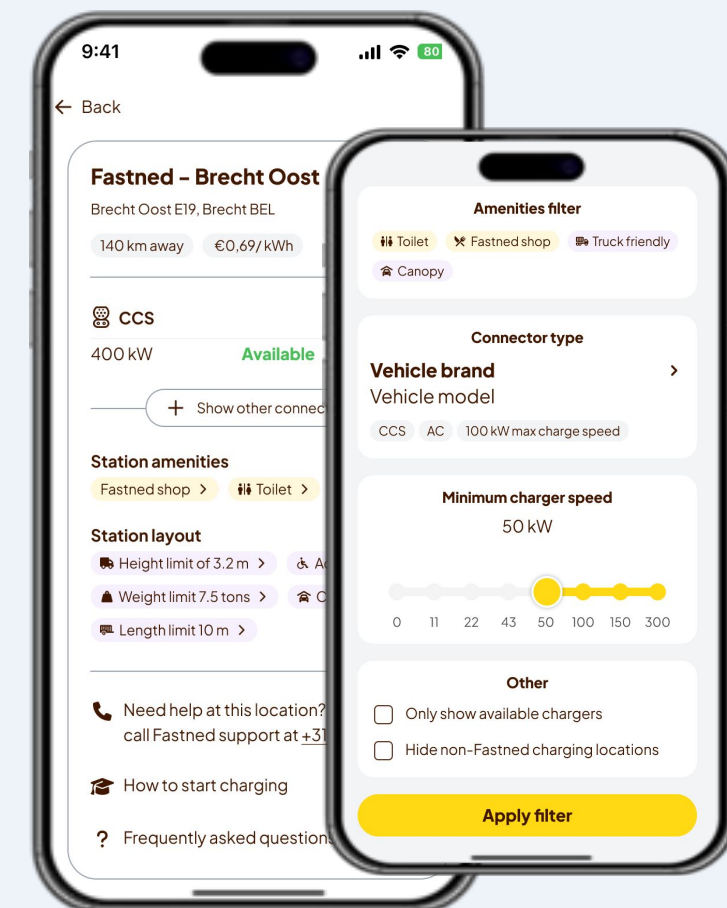 9:41
80
Back
Fastned – Brecht Oost
Brecht Oost E19, Brecht BEL
140 km away €0,69/ kWh
CCS
400 kW Available
Show other
Station amenities
Fastned shop Toilet
Station layout
Height limit of 3.2 m
Weight limit 7.5 tons
Length limit 10 m
Need help at this location?
call Fastned support at +31
How to start charging
? Frequently asked questions
Amenities filter
Toilet Fastned shop Truck friendly
Canopy
Connector type
Vehicle brand
Vehicle model
CCS AC 100 kW max charge speed
Minimum charger speed
50 kW
0 11 22 43 50 100 150 300
Other
Only show available chargers
Hide non-Fastned charging locations
Apply filter